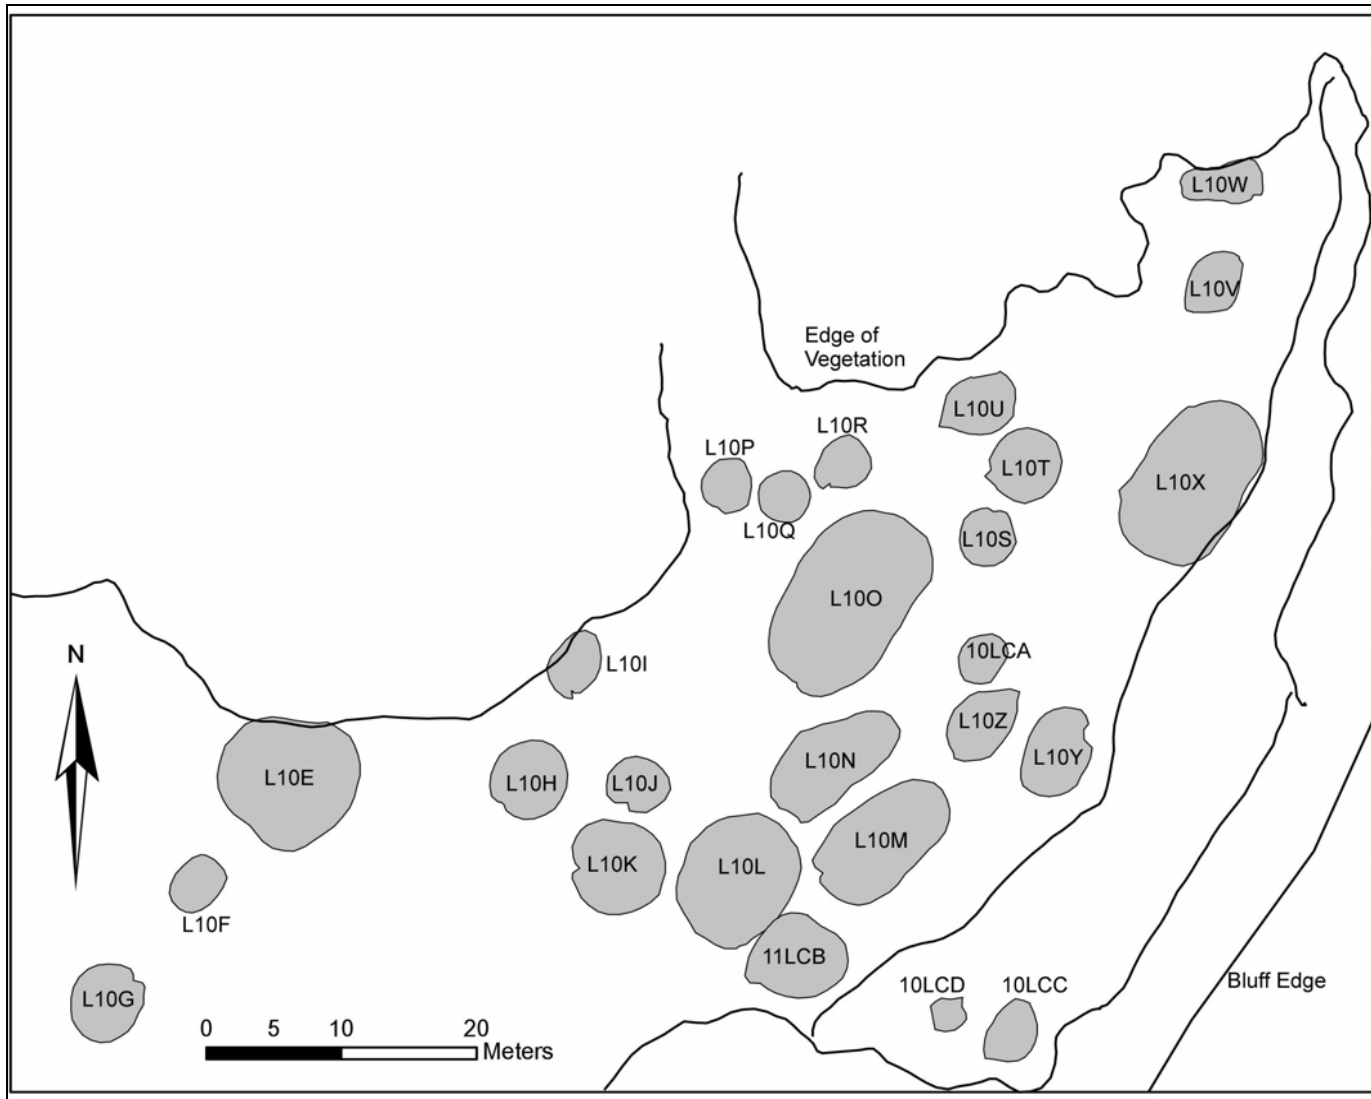 L10W
L10V
Edge of
Vegetation
L10U
L10R
L10P
L10T
L10X
L10Q
L10S
L10O
N
10LCA
L10I
L10Z
L10Y
L10N
L10E
L10H
L10J
L10M
L10K
L10L
L10F
11LCB
Bluff Edge
10LCD
10LCC
L10G
0 5 10 20
Meters